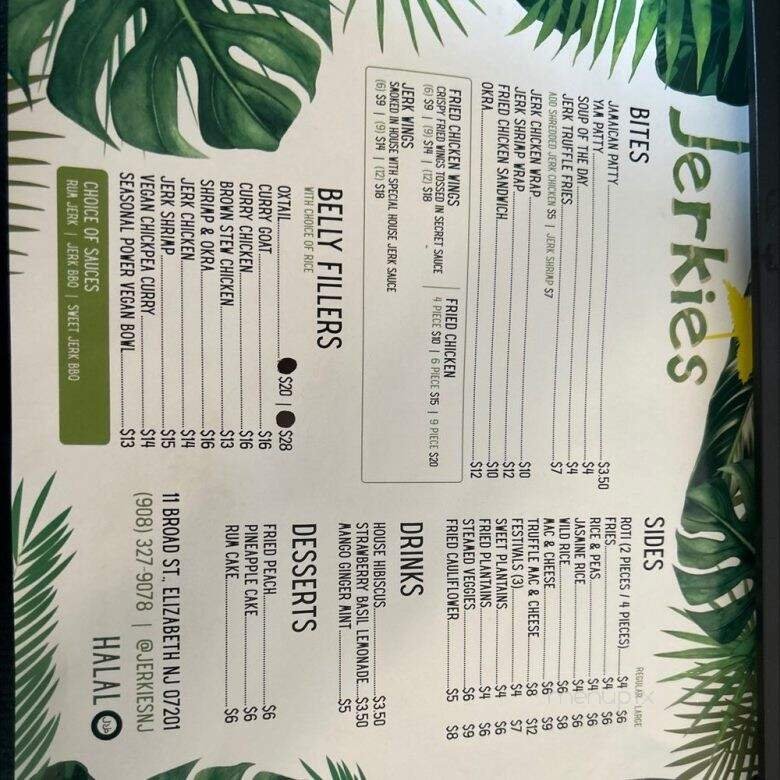 Jerkies
BITES
JAMAICAN PATTY $3.50
YAM PATTY $4
SOUP OF THE DAY $4
JERK TRUFFLE FRIES $7
ADD SHREDDED JERK CHICKEN $5 | JERK SHRIMP $7
JERK CHICKEN WRAP $10
JERK SHRIMP WRAP $12
FRIED CHICKEN SANDWICH $10
OKRA $12
FRIED CHICKEN WINGS
CRISPY FRIED WINGS TOSSED IN SECRET SAUCE
(6) $9 | (9) $14 | (12) $18
FRIED CHICKEN
4 PIECE $10 | 6 PIECE $15 | 9 PIECE $20
JERK WINGS
SMOKED IN HOUSE WITH SPECIAL HOUSE JERK SAUCE
(6) $9 | (9) $14 | (12) $18
BELLY FILLERS
WITH CHOICE OF RICE
OXTAIL $20 | $28
CURRY GOAT $16
CURRY CHICKEN $16
BROWN STEW CHICKEN $13
SHRIMP & OKRA $16
JERK CHICKEN $14
JERK SHRIMP $15
VEGAN CHICKPEA CURRY $14
SEASONAL POWER VEGAN BOWL $13
CHOICE OF SAUCES
RUM JERK | JERK BBQ | SWEET JERK BBQ
SIDES
REGULAR - LARGE
ROTI (2 PIECES / 4 PIECES) $4 $6
FRIES $4 $6
RICE & PEAS $4 $6
JASMINE RICE $4 $6
WILD RICE $6 $8
MAC & CHEESE $6 $9
TRUFFLE MAC & CHEESE $8 $12
FESTIVALS (3) $4 $7
SWEET PLANTAINS $4 $6
FRIED PLANTAINS $4 $6
STEAMED VEGGIES $6 $9
FRIED CAULIFLOWER $5 $8
DRINKS
HOUSE HIBISCUS $3.50
STRAWBERRY BASIL LEMONADE $3.50
MANGO GINGER MINT $5
DESSERTS
FRIED PEACH $6
PINEAPPLE CAKE $6
RUM CAKE $6
11 BROAD ST., ELIZABETH NJ 07201
(908) 327-9078 | @JERKIESNJ
HALAL